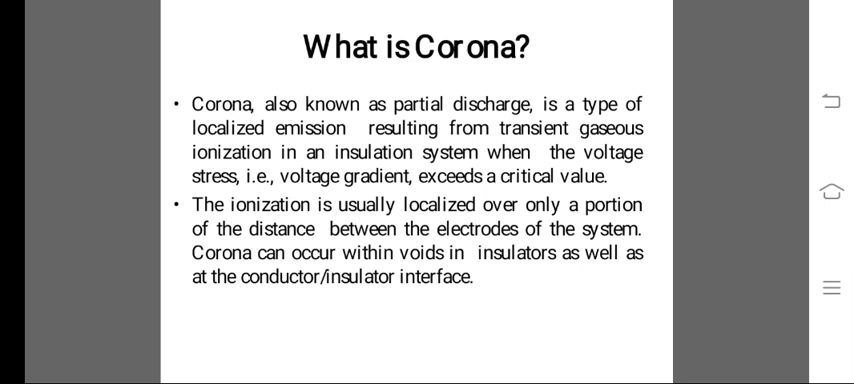 What is Corona?
• Corona, also known as partial discharge, is a type of
localized emission resulting from transient gaseous
ionization in an insulation system when the voltage
stress, i.e., voltage gradient, exceeds a critical value.
• The ionization is usually localized over only a portion
of the distance between the electrodes of the system.
Corona can occur within voids in insulators as well as
at the conductor/insulator interface.